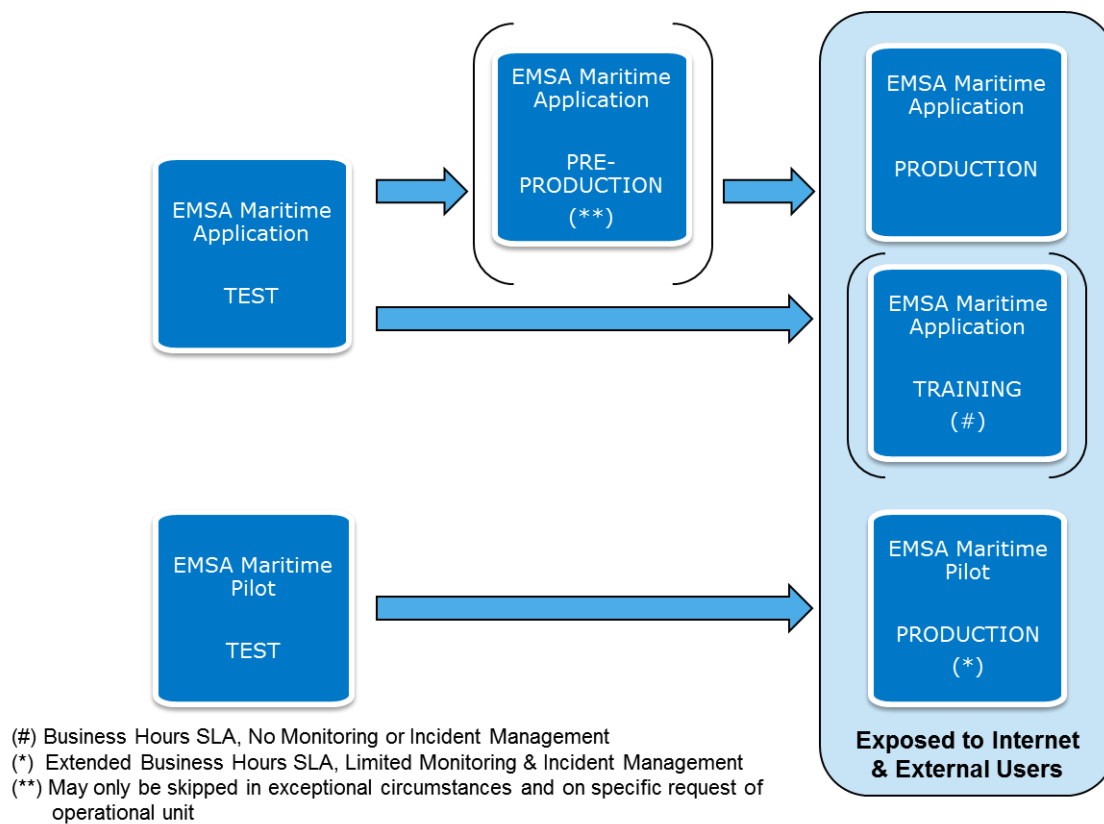 EMSA Maritime
Application
TEST
EMSA Maritime
Application
PRE-
PRODUCTION
(**)
EMSA Maritime
Application
PRODUCTION
EMSA Maritime
Application
TRAINING
(#)
EMSA Maritime
Pilot
TEST
EMSA Maritime
Pilot
PRODUCTION
(*)
Exposed to Internet
& External Users
(#) Business Hours SLA, No Monitoring or Incident Management
(*) Extended Business Hours SLA, Limited Monitoring & Incident Management
(**) May only be skipped in exceptional circumstances and on specific request of
operational unit